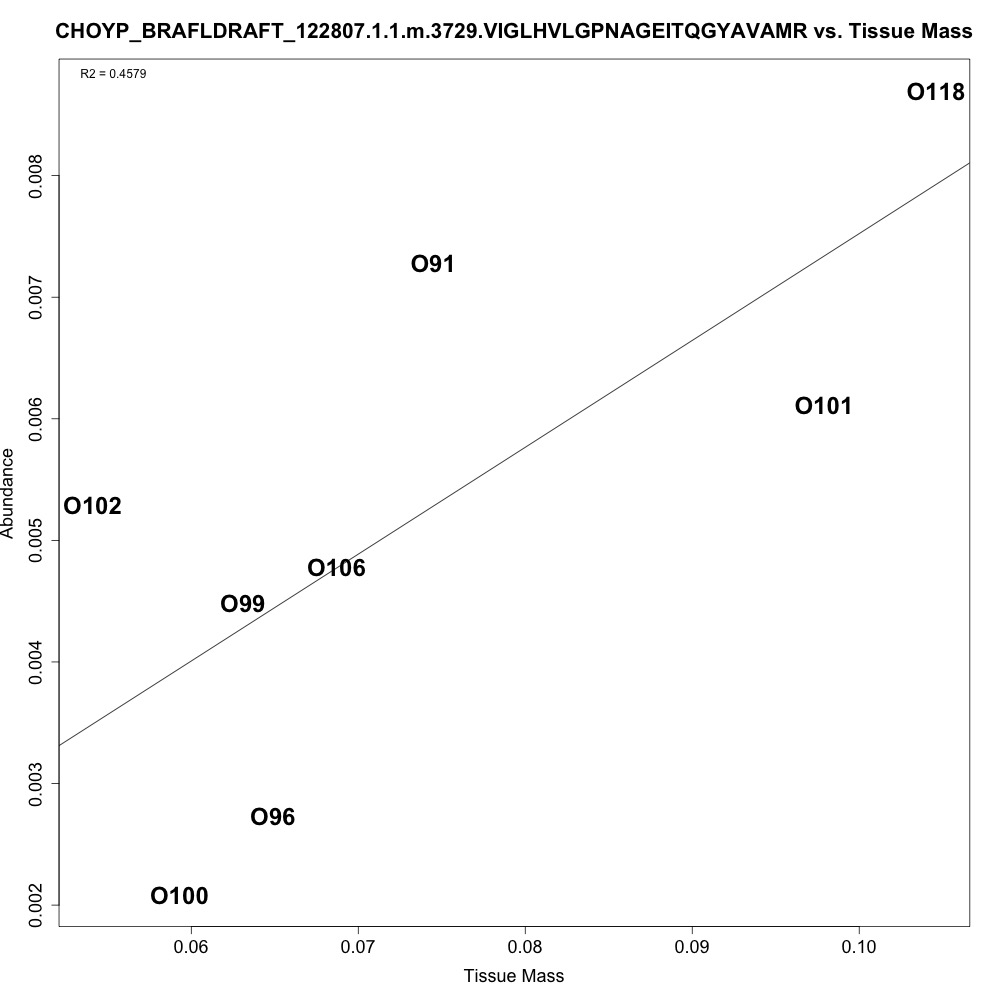 CHOYP_BRAFLDRAFT_122807.1.1.m.3729.VIGLHVLGPNAGEITQGYAVAMR vs. Tissue Mass
R2 = 0.4579
O118
O91
O101
O102
O106
O99
O96
O100
0.008
0.007
0.006
0.005
0.004
0.003
0.002
Abundance
0.06 0.07 0.08 0.09 0.10
Tissue Mass